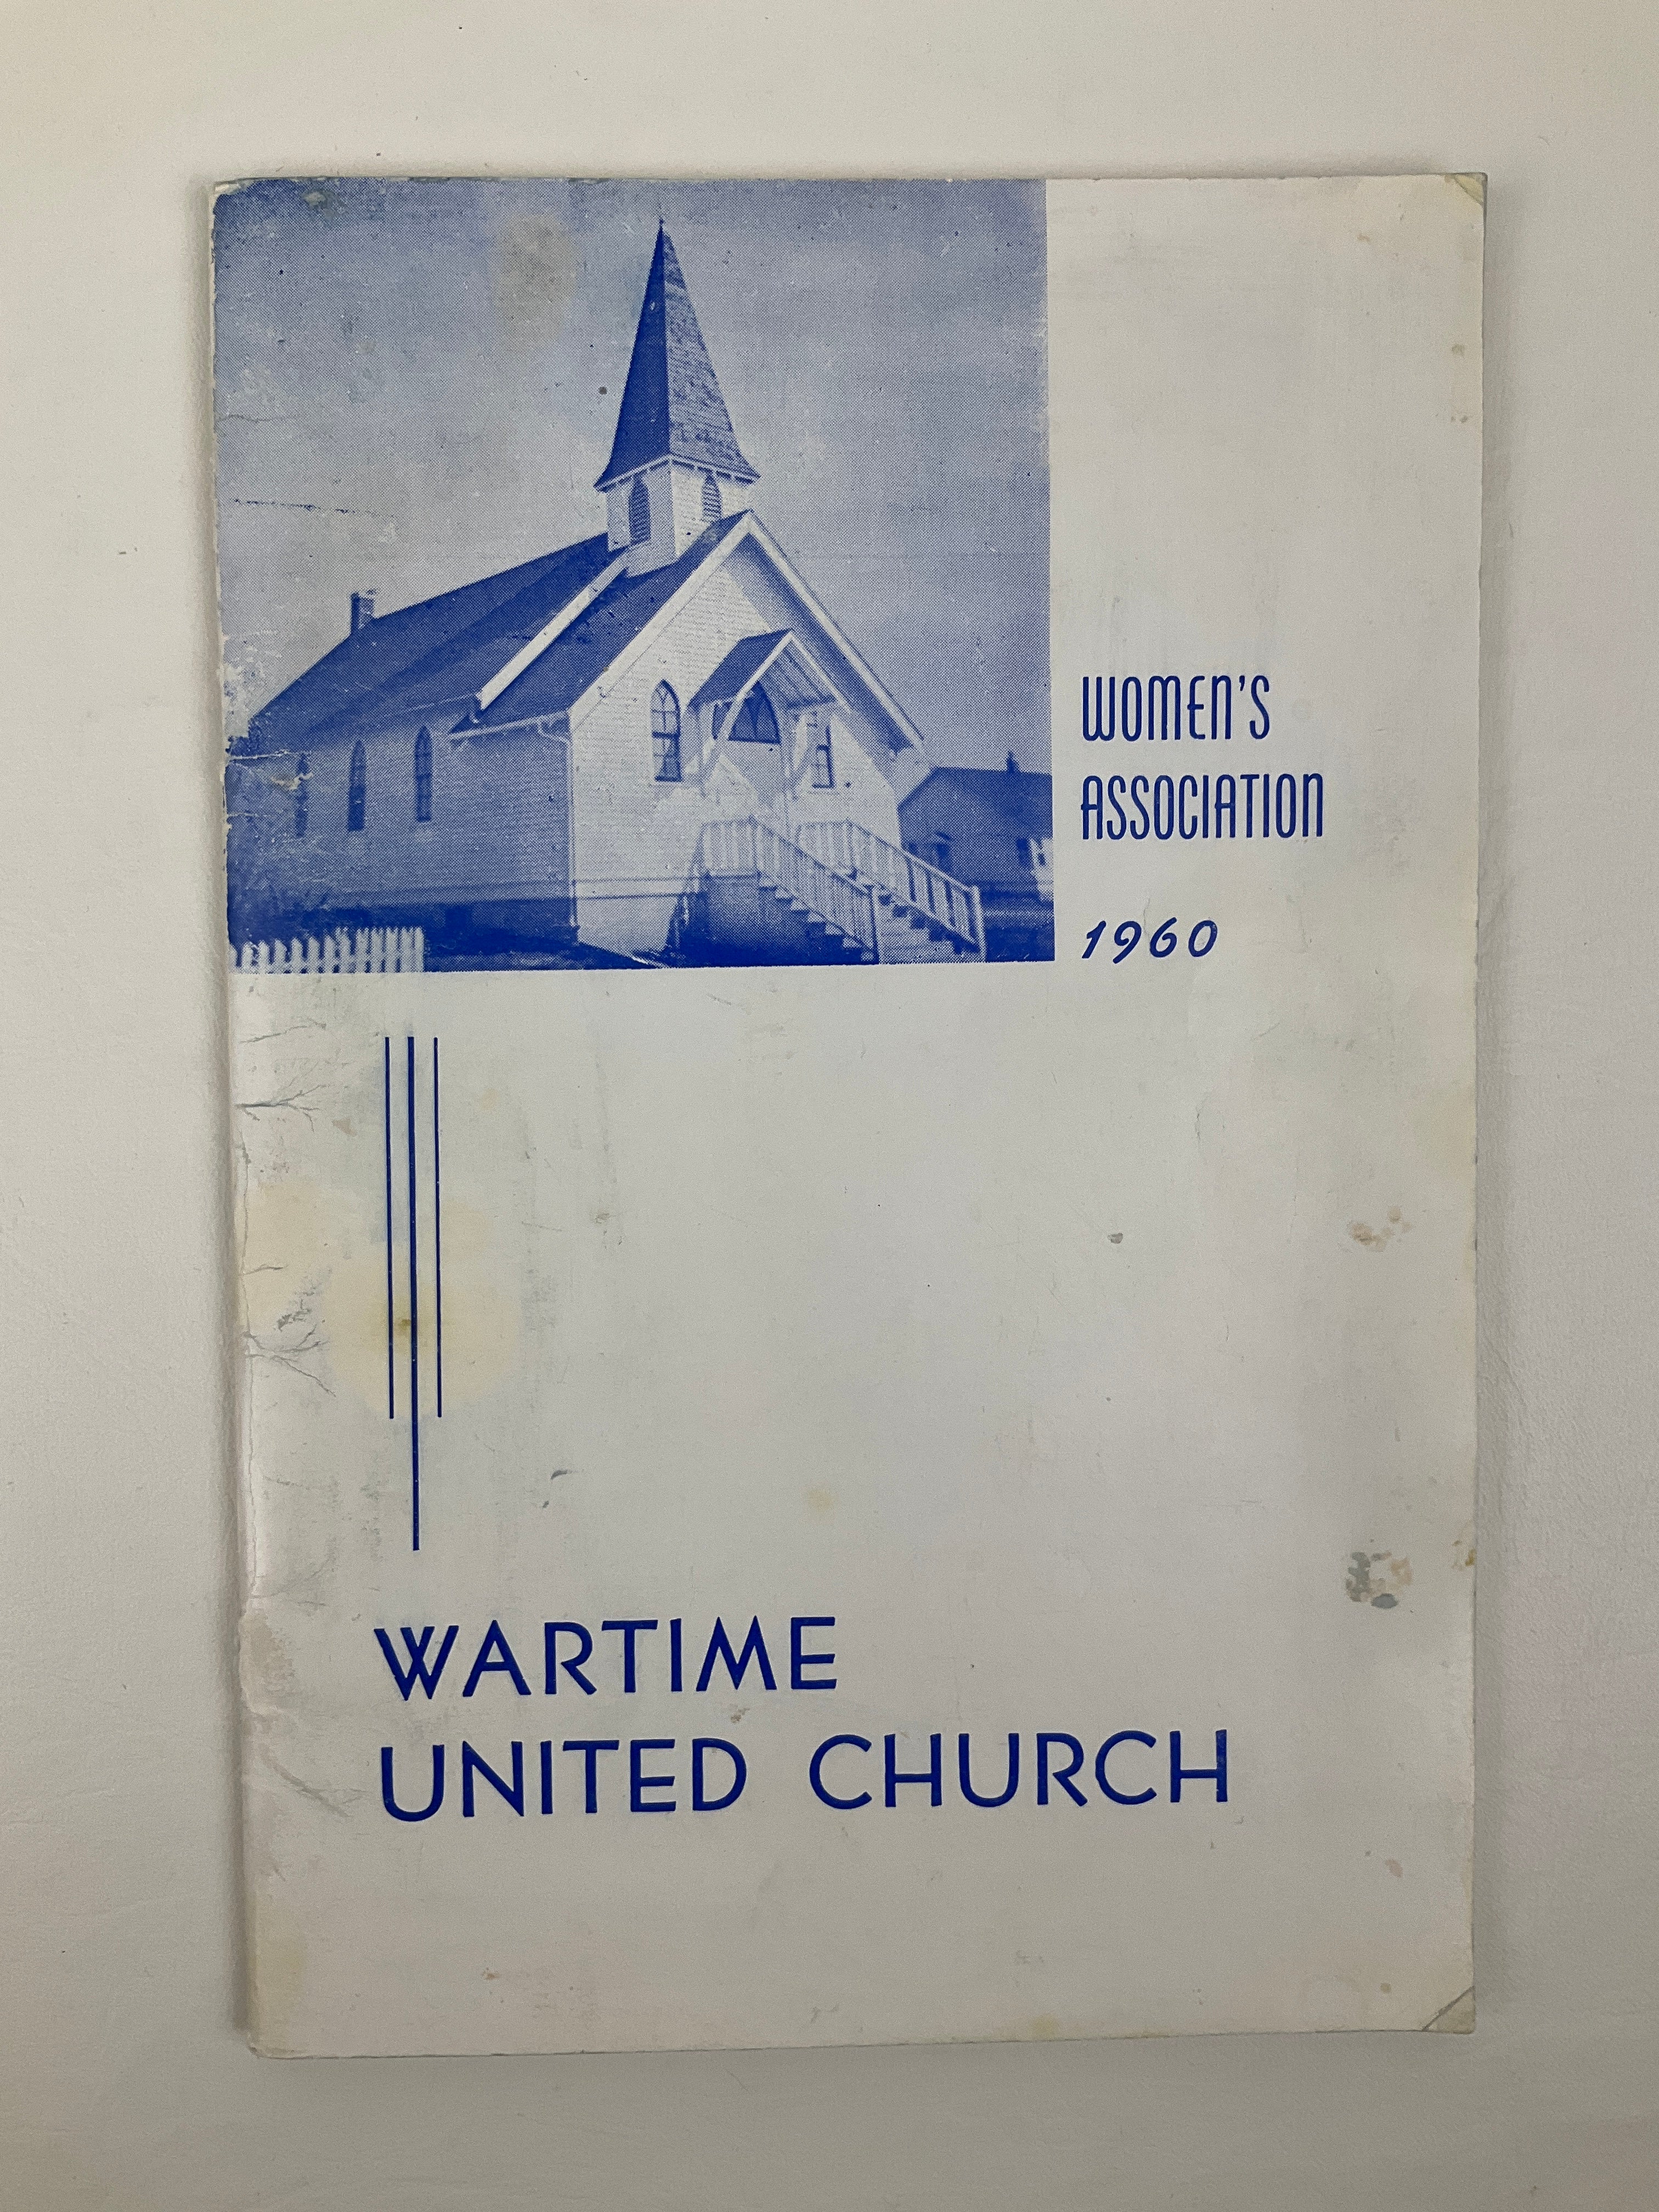 WOMEN'S
ASSOCIATION
1960
WARTIME
UNITED CHURCH